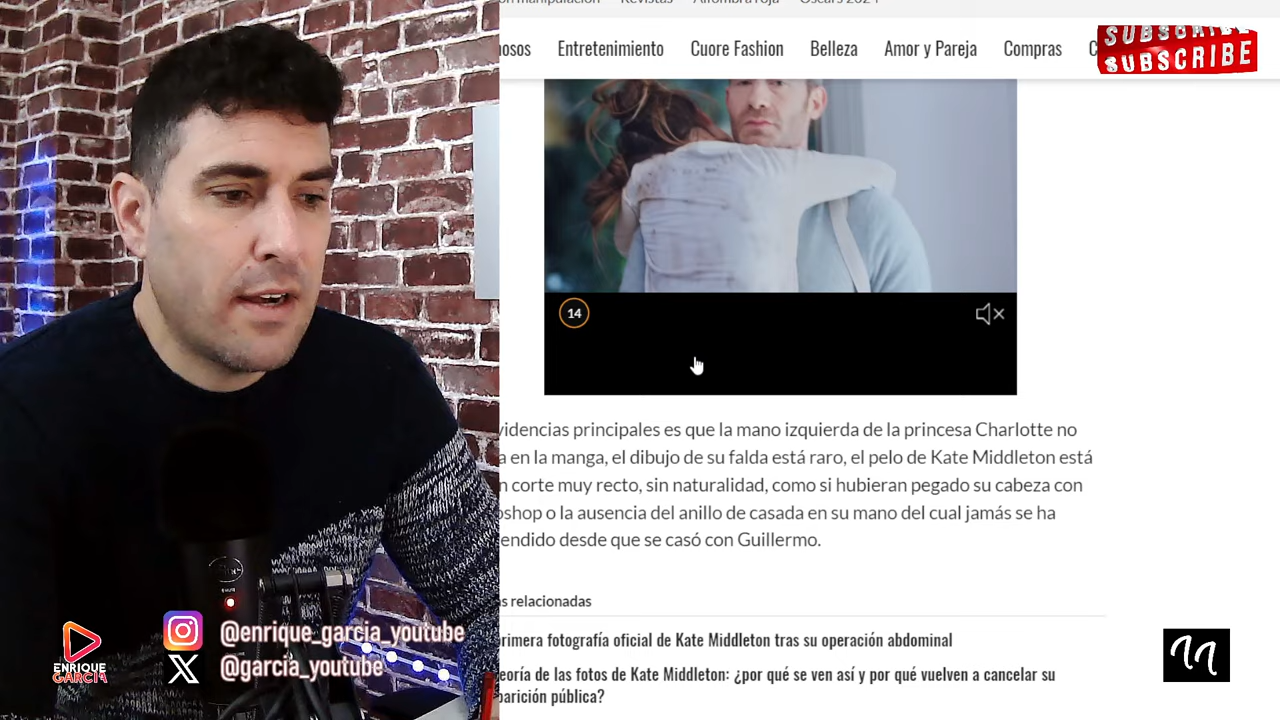 Revistas
Entretenimiento Cuore Fashion Belleza Amor y Pareja Compras
SUBSCRIBE
SUBSCRIBE
14
videncias principales es que la mano izquierda de la princesa Charlotte no
a en la manga, el dibujo de su falda está raro, el pelo de Kate Middleton está
n corte muy recto, sin naturalidad, como si hubieran pegado su cabeza con
oshop o la ausencia del anillo de casada en su mano del cual jamás se ha
endido desde que se casó con Guillermo.
s relacionadas
rimera fotografía oficial de Kate Middleton tras su operación abdominal
eoría de las fotos de Kate Middleton: ¿por qué se ven así y por qué vuelven a cancelar su
parición pública?
@enrique_garcia_youtube
@garcia_youtube
ENRIQUE
GARCIA